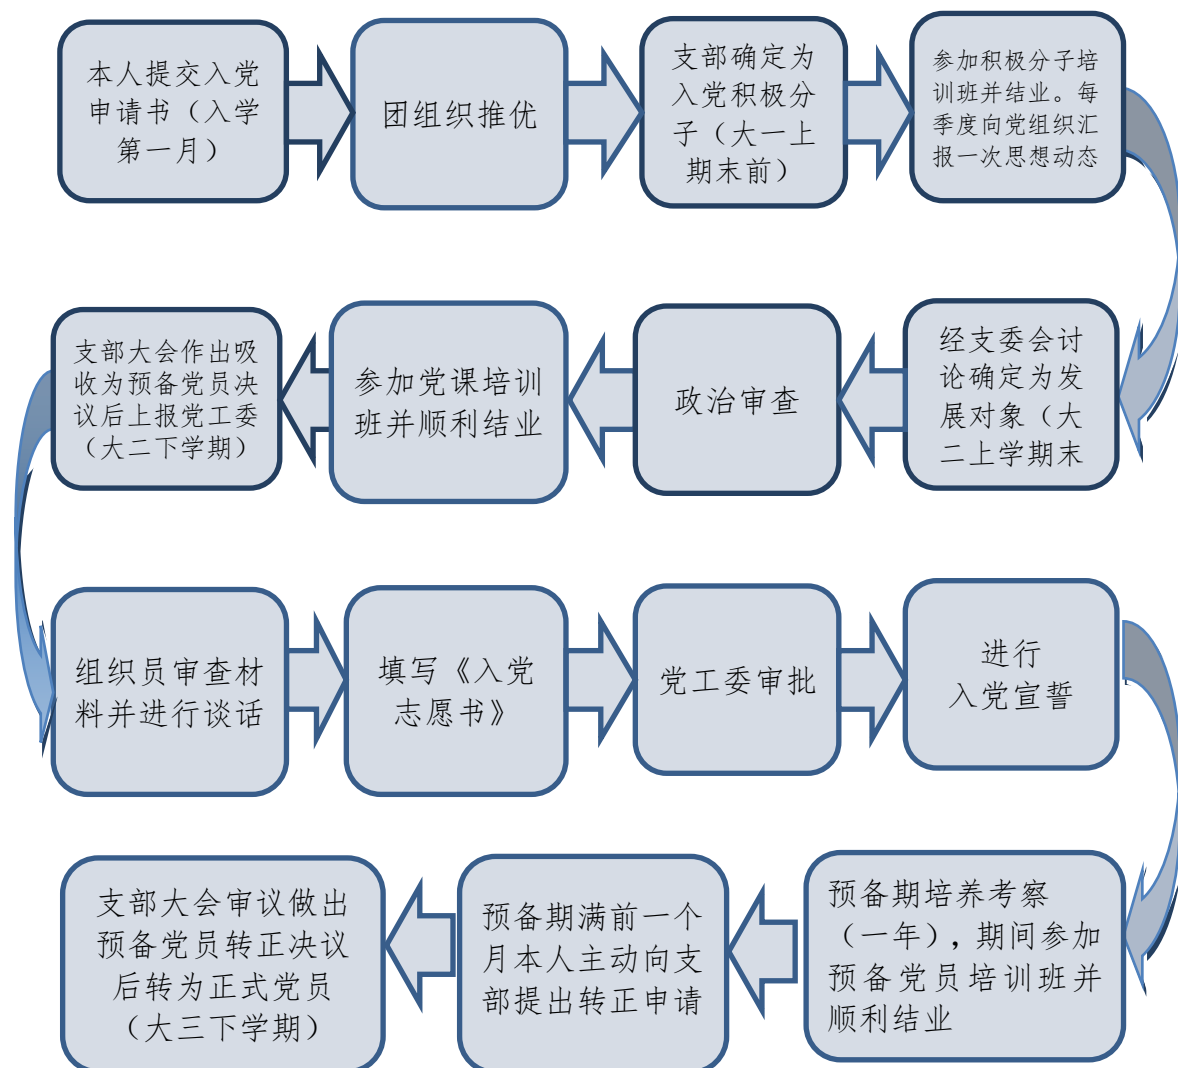 本人提交入党
申请书（入学
第一月）
团组织推优
支部确定为
入党积极分
子（大一上
期末前）
参加积极分子培
训班并结业。每
季度向党组织汇
报一次思想动态
经支委会讨
论确定为发
展对象（大
二上学期末
政治审查
参加党课培训
班并顺利结业
支部大会作出吸
收为预备党员决
议后上报党工委
（大二下学期）
组织员审查材
料并进行谈话
填写《入党
志愿书》
党工委审批
进行
入党宣誓
预备期培养考察
（一年），期间参加
预备党员培训班并
顺利结业
预备期满前一个
月本人主动向支
部提出转正申请
支部大会审议做出
预备党员转正决议
后转为正式党员
（大三下学期）